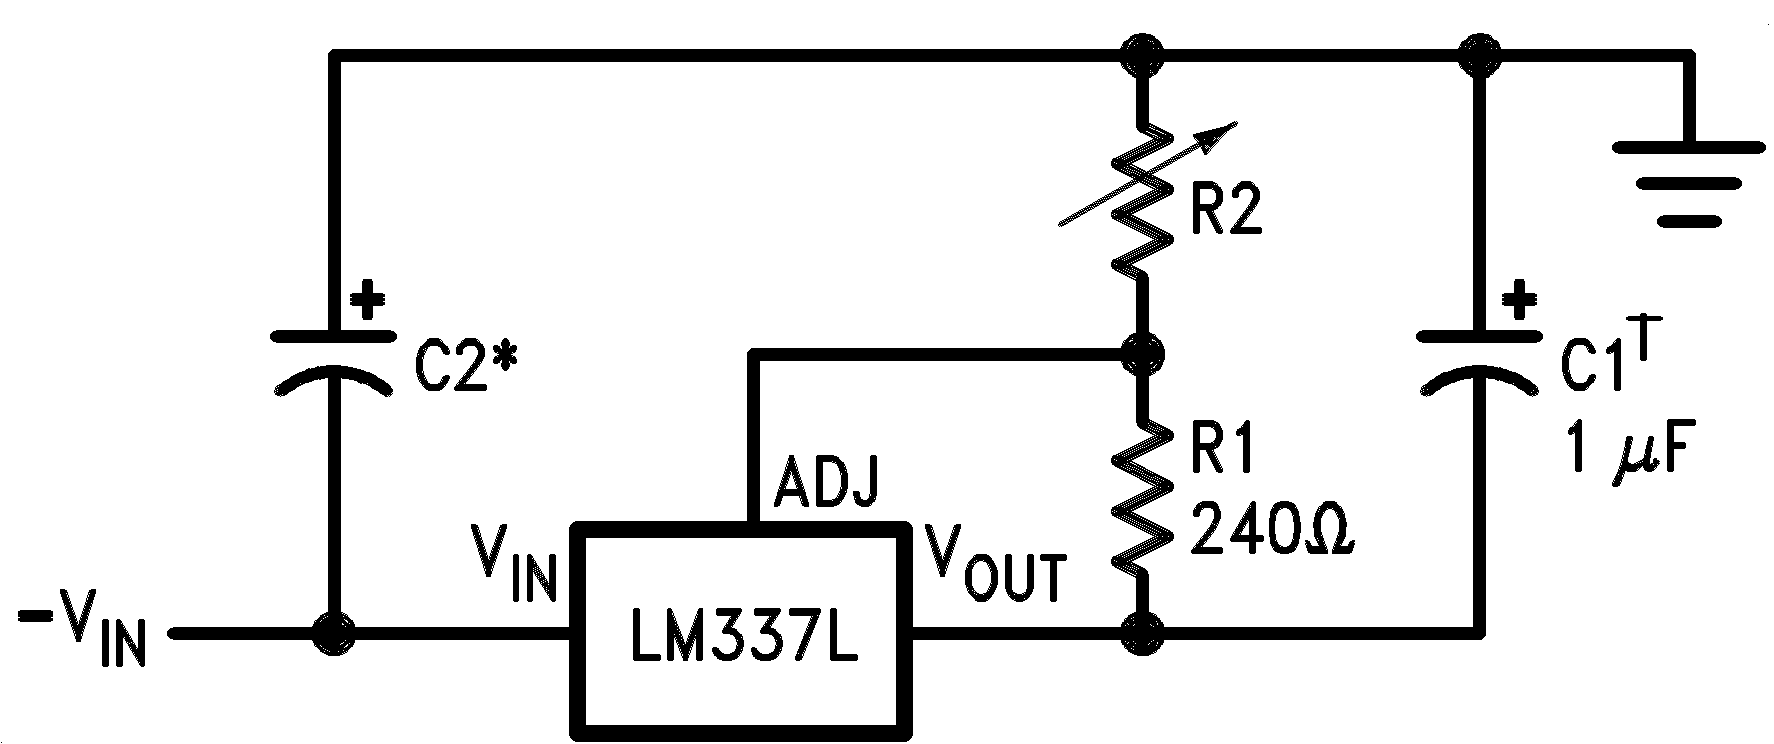 R2
+
C2*
+
C1T
1 µF
R1
240Ω
ADJ
VIN
VOUT
LM337L
-VIN